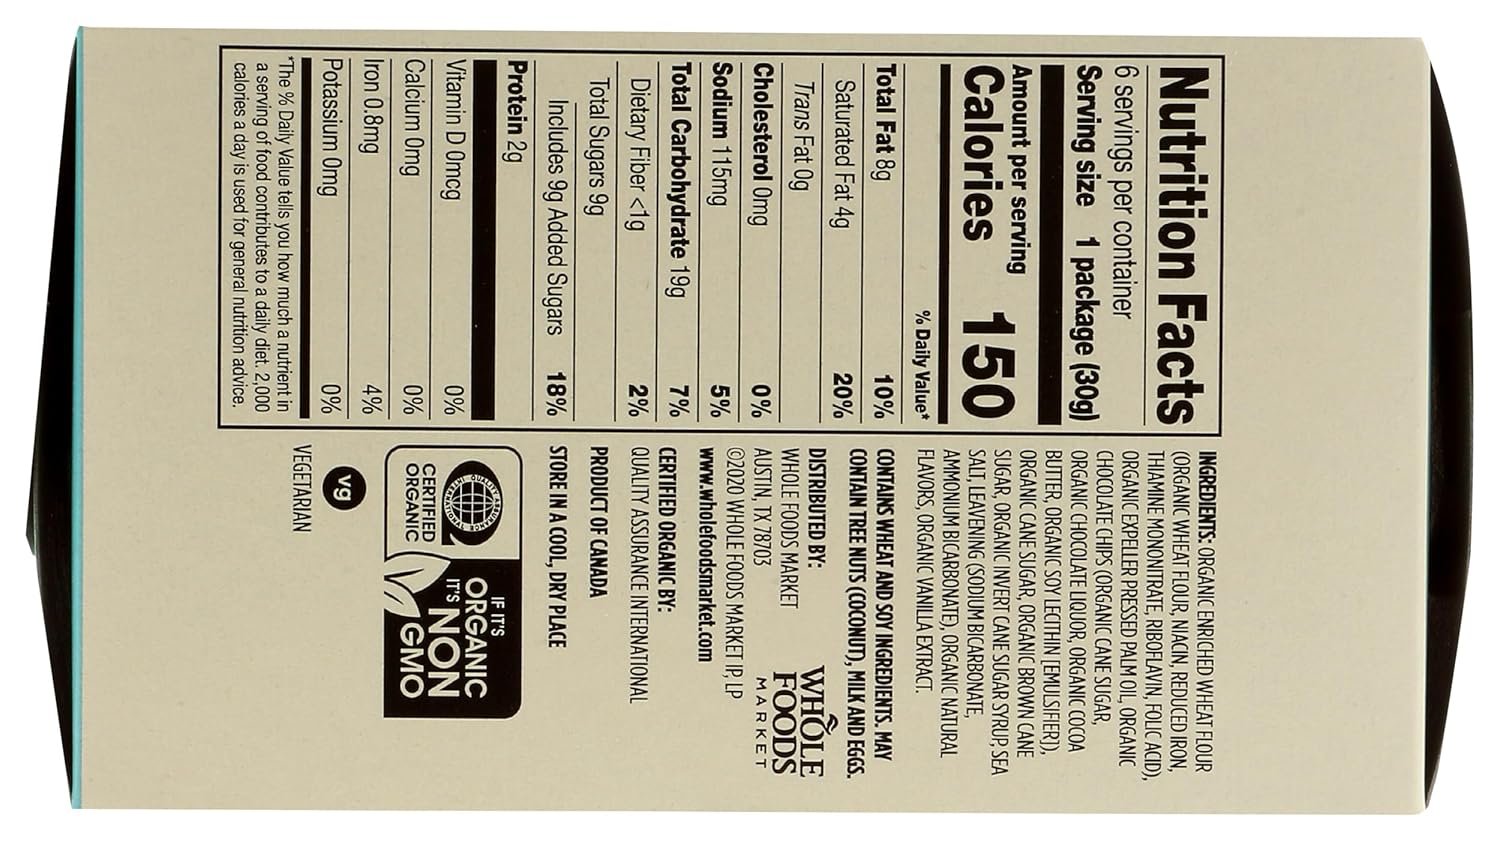 Nutrition Facts
6 servings per container
Serving size 1 package (30g)
Amount per serving
Calories 150
% Daily Value*
Total Fat 8g 10%
Saturated Fat 4g 20%
Trans Fat 0g
Cholesterol 0mg 0%
Sodium 115mg 5%
Total Carbohydrate 19g 7%
Dietary Fiber <1g 2%
Total Sugars 9g
Includes 9g Added Sugars 18%
Protein 2g
Vitamin D 0mcg 0%
Calcium 0mg 0%
Iron 0.8mg 4%
Potassium 0mg 0%
*The % Daily Value tells you how much a nutrient in
a serving of food contributes to a daily diet. 2,000
calories a day is used for general nutrition advice.
INGREDIENTS: ORGANIC ENRICHED WHEAT FLOUR
(ORGANIC WHEAT FLOUR, NIACIN, REDUCED IRON,
THIAMINE MONONITRATE, RIBOFLAVIN, FOLIC ACID),
ORGANIC EXPELLER PRESSED PALM OIL, ORGANIC
CHOCOLATE CHIPS (ORGANIC CANE SUGAR,
ORGANIC CHOCOLATE LIQUOR, ORGANIC COCOA
BUTTER, ORGANIC SOY LECITHIN [EMULSIFIER]),
ORGANIC CANE SUGAR, ORGANIC BROWN CANE
SUGAR, ORGANIC INVERT CANE SUGAR SYRUP, SEA
SALT, LEAVENING (SODIUM BICARBONATE,
AMMONIUM BICARBONATE), ORGANIC NATURAL
FLAVORS, ORGANIC VANILLA EXTRACT.
CONTAINS WHEAT AND SOY INGREDIENTS. MAY
CONTAIN TREE NUTS (COCONUT), MILK AND EGGS.
DISTRIBUTED BY:
WHOLE FOODS MARKET
AUSTIN, TX 78703
©2020 WHOLE FOODS MARKET IP, LP
www.wholefoodsmarket.com
WHOLE
FOODS
MARKET
CERTIFIED ORGANIC BY:
QUALITY ASSURANCE INTERNATIONAL
PRODUCT OF CANADA
STORE IN A COOL, DRY PLACE
QUALITY ASSURANCE INTERNATIONAL
CERTIFIED
ORGANIC
IF IT'S
ORGANIC
IT'S NON
GMO
vg
VEGETARIAN